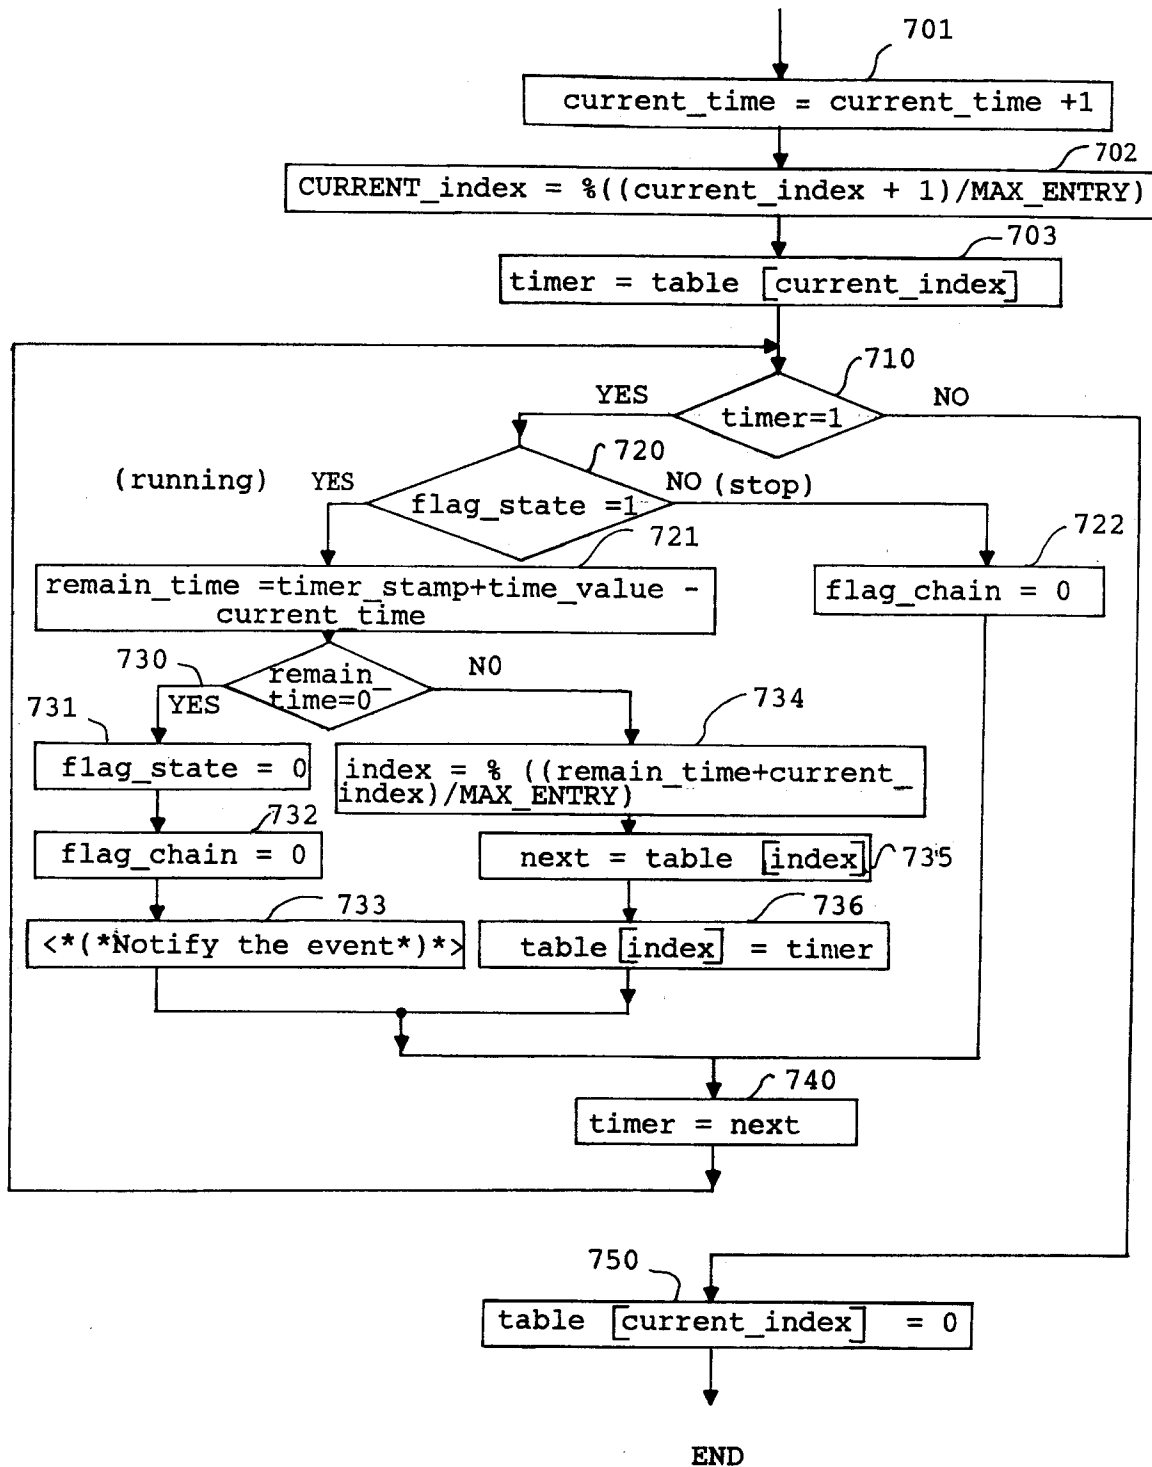 701
current_time = current_time +1
702
CURRENT_index = %((current_index + 1)/MAX_ENTRY)
703
timer = table [current_index]
710
YES
NO
timer=1
720
(running) YES
NO (stop)
flag_state =1
721
722
remain_time =timer_stamp+time_value -
current_time
flag_chain = 0
730
remain_
time=0
YES
NO
731
734
flag_state = 0
index = % ((remain_time+current_
index)/MAX_ENTRY)
732
flag_chain = 0
next = table [index]
735
733
736
<*(*Notify the event*)*>
table [index] = timer
740
timer = next
750
table [current_index] = 0
END